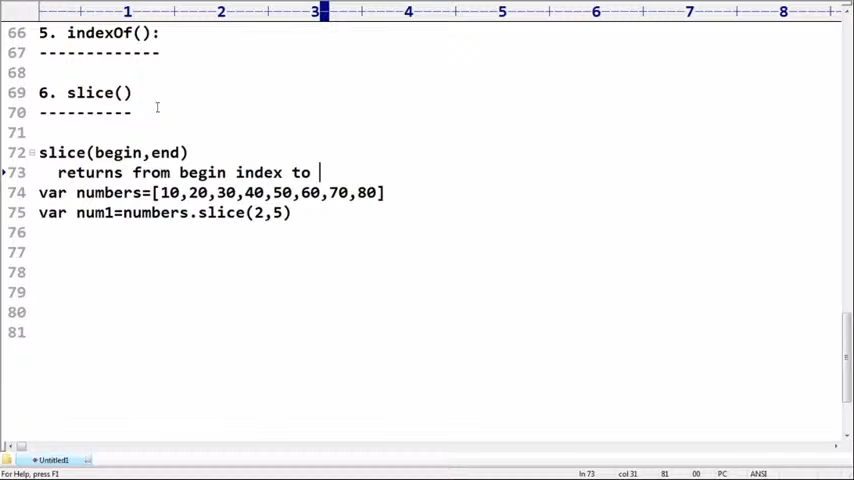 1 2 3 4 5 6 7 8
66 5. indexOf():
67 -------------
68
69 6. slice()
70 ----------
71
72 slice(begin,end)
73 returns from begin index to
74 var numbers=[10,20,30,40,50,60,70,80]
75 var num1=numbers.slice(2,5)
76
77
78
79
80
81
Untitled1
For Help, press F1 ln 73 col 31 81 00 PC ANSI